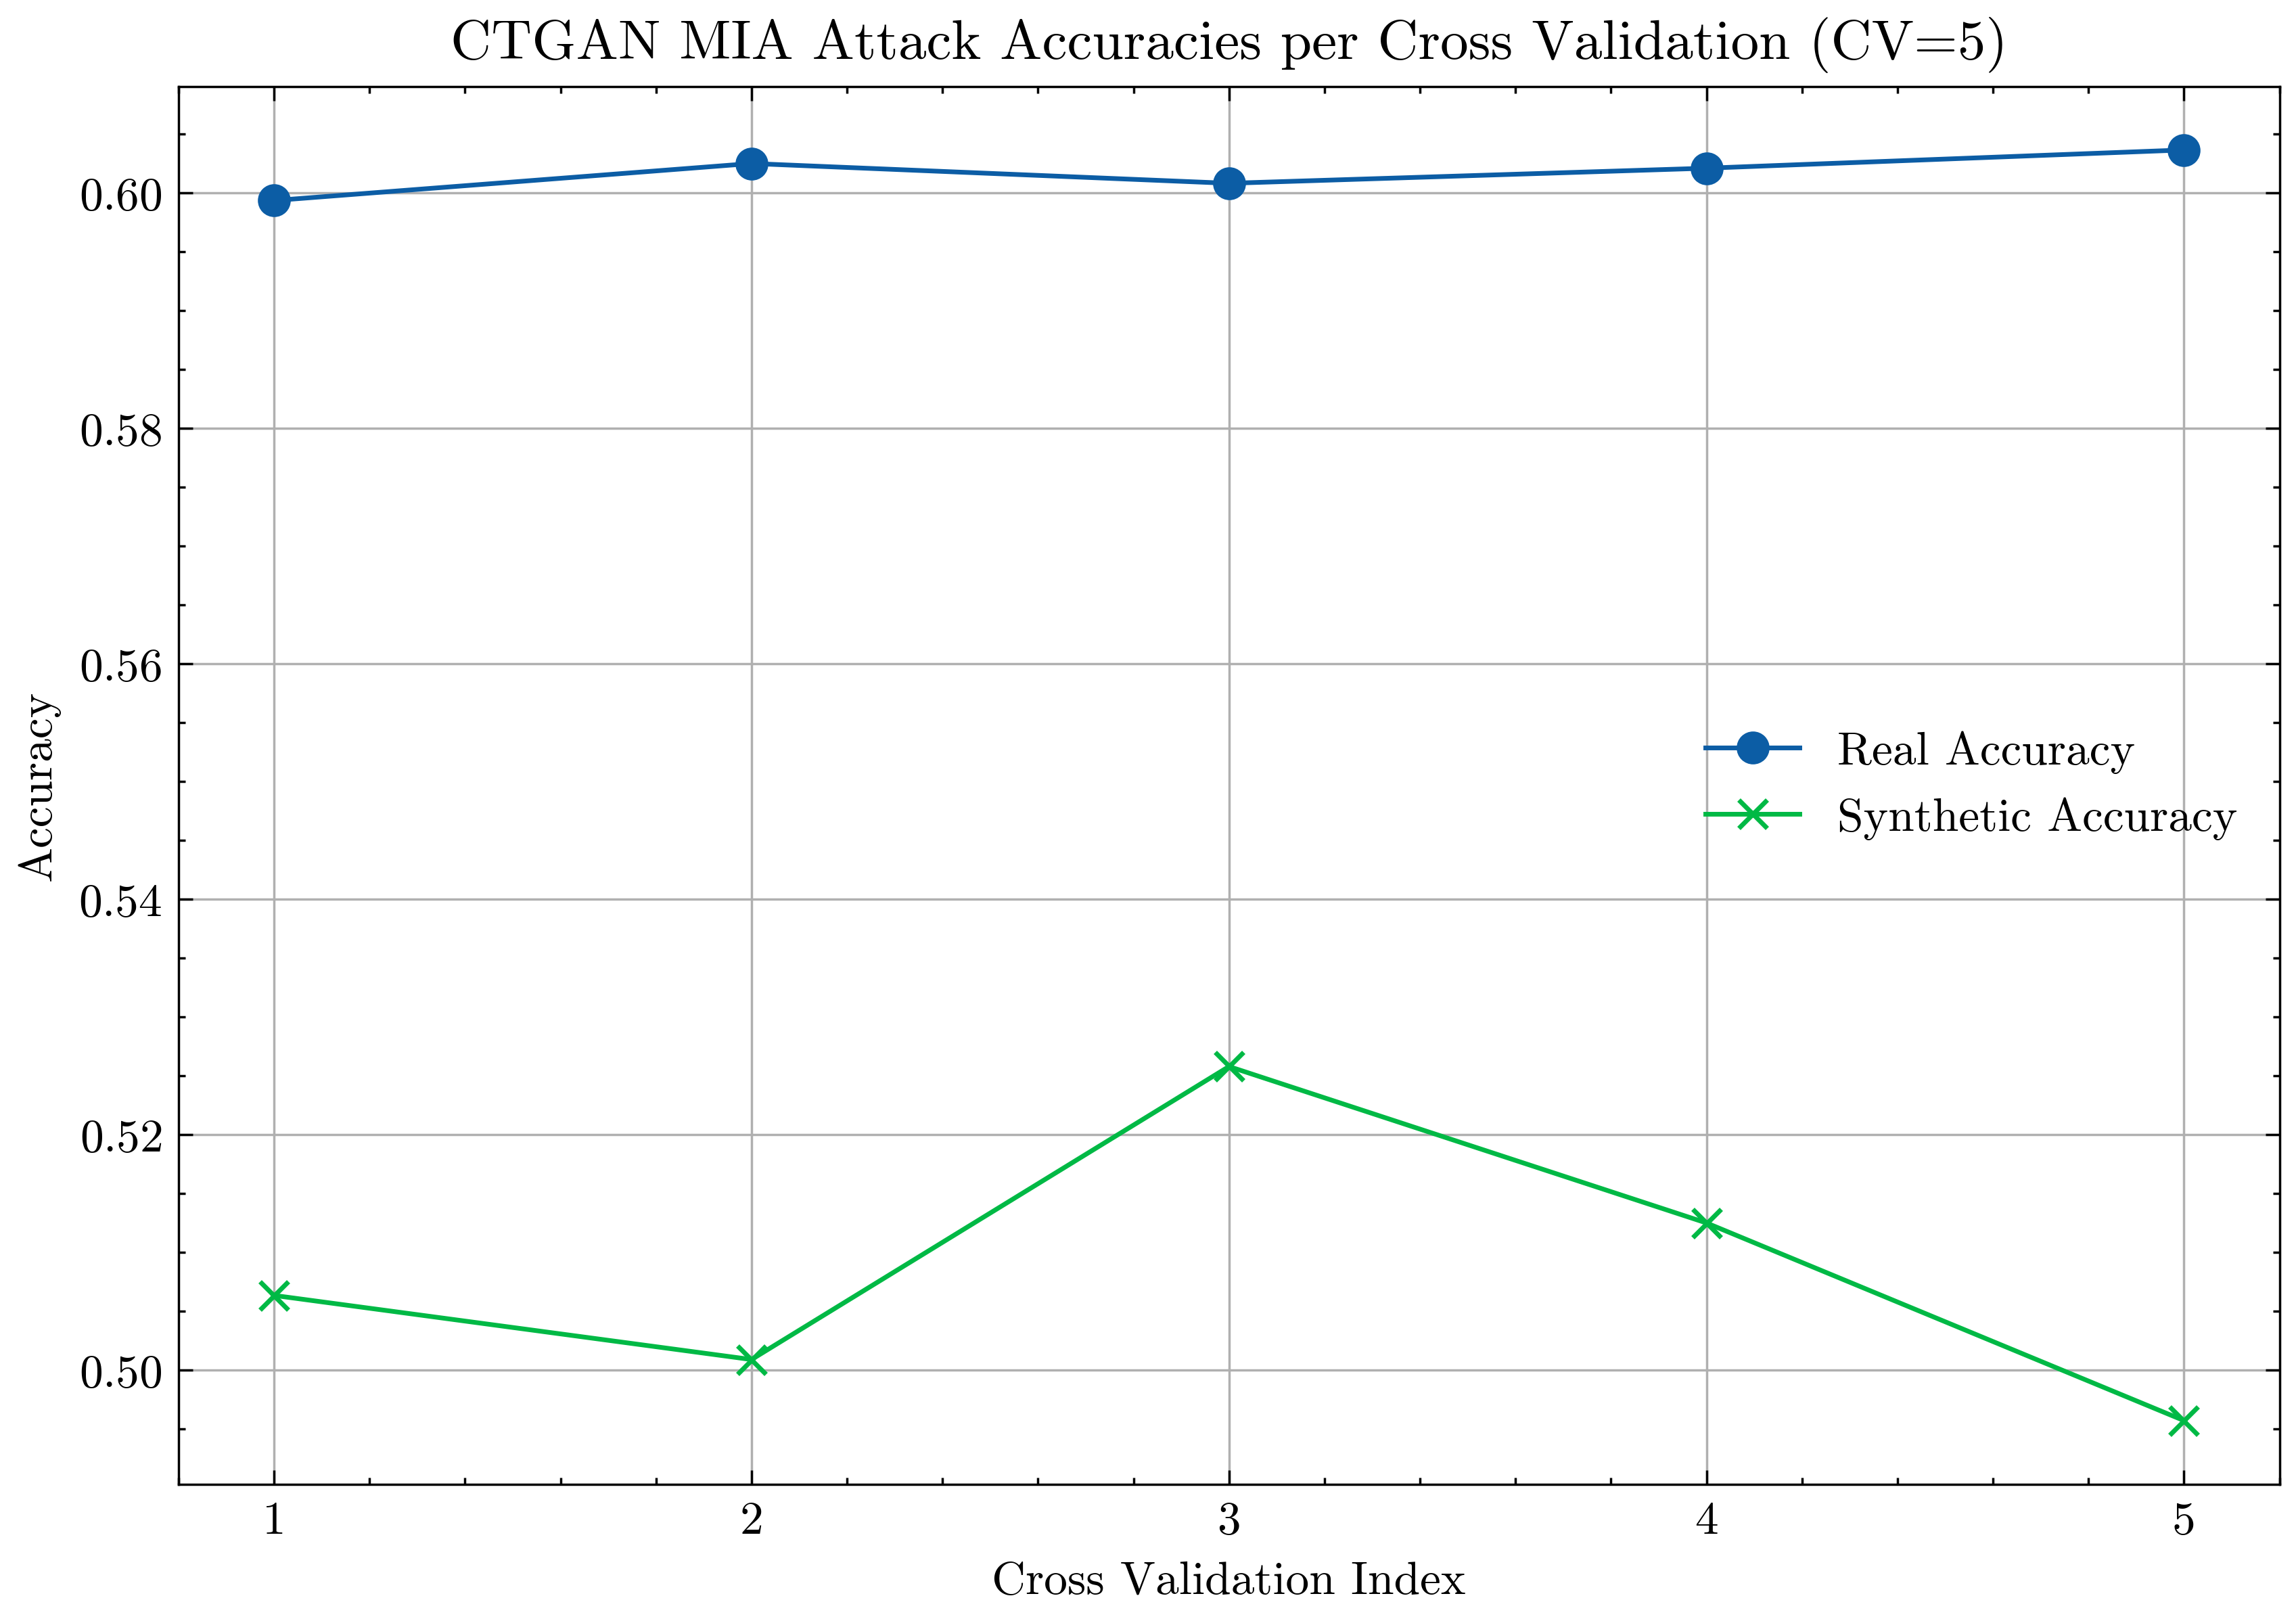 CTGAN MIA Attack Accuracies per Cross Validation (CV=5)
0.60
0.58
0.56
0.54
0.52
0.50
Accuracy
Real Accuracy
Synthetic Accuracy
1 2 3 4 5
Cross Validation Index